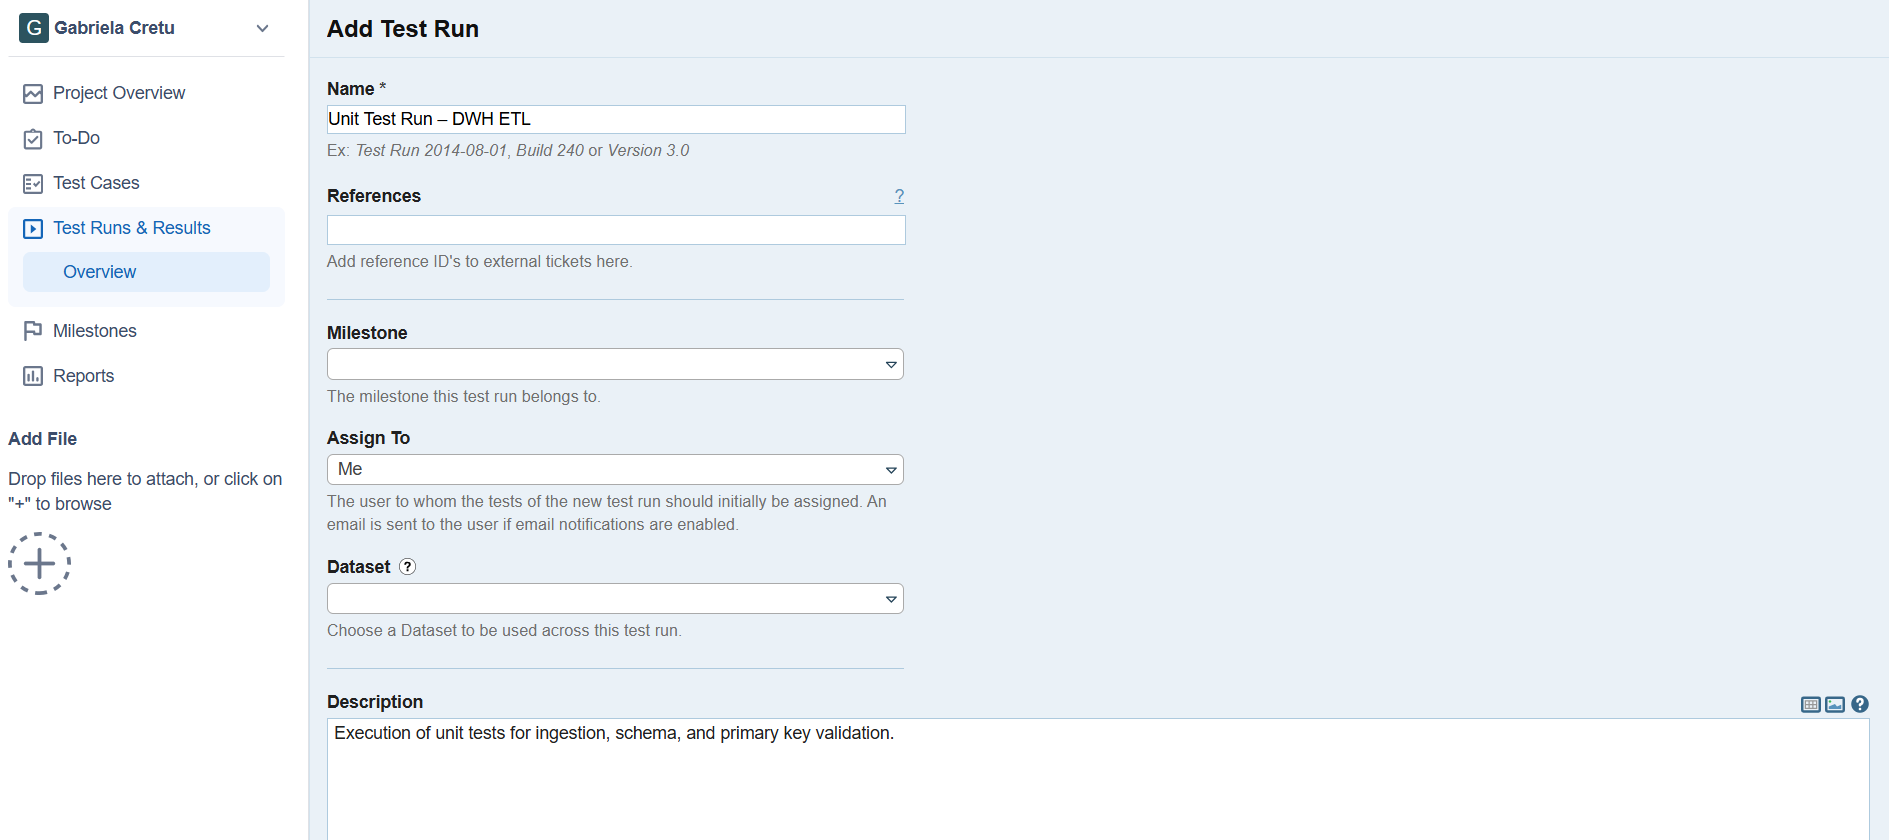 G Gabriela Cretu
Project Overview
To-Do
Test Cases
Test Runs & Results
Overview
Milestones
Reports
Add File
Drop files here to attach, or click on
"+" to browse
Add Test Run
Name *
Unit Test Run – DWH ETL
Ex: Test Run 2014-08-01, Build 240 or Version 3.0
References ?
Add reference ID's to external tickets here.
Milestone
The milestone this test run belongs to.
Assign To
Me
The user to whom the tests of the new test run should initially be assigned. An
email is sent to the user if email notifications are enabled.
Dataset ?
Choose a Dataset to be used across this test run.
Description ?
Execution of unit tests for ingestion, schema, and primary key validation.